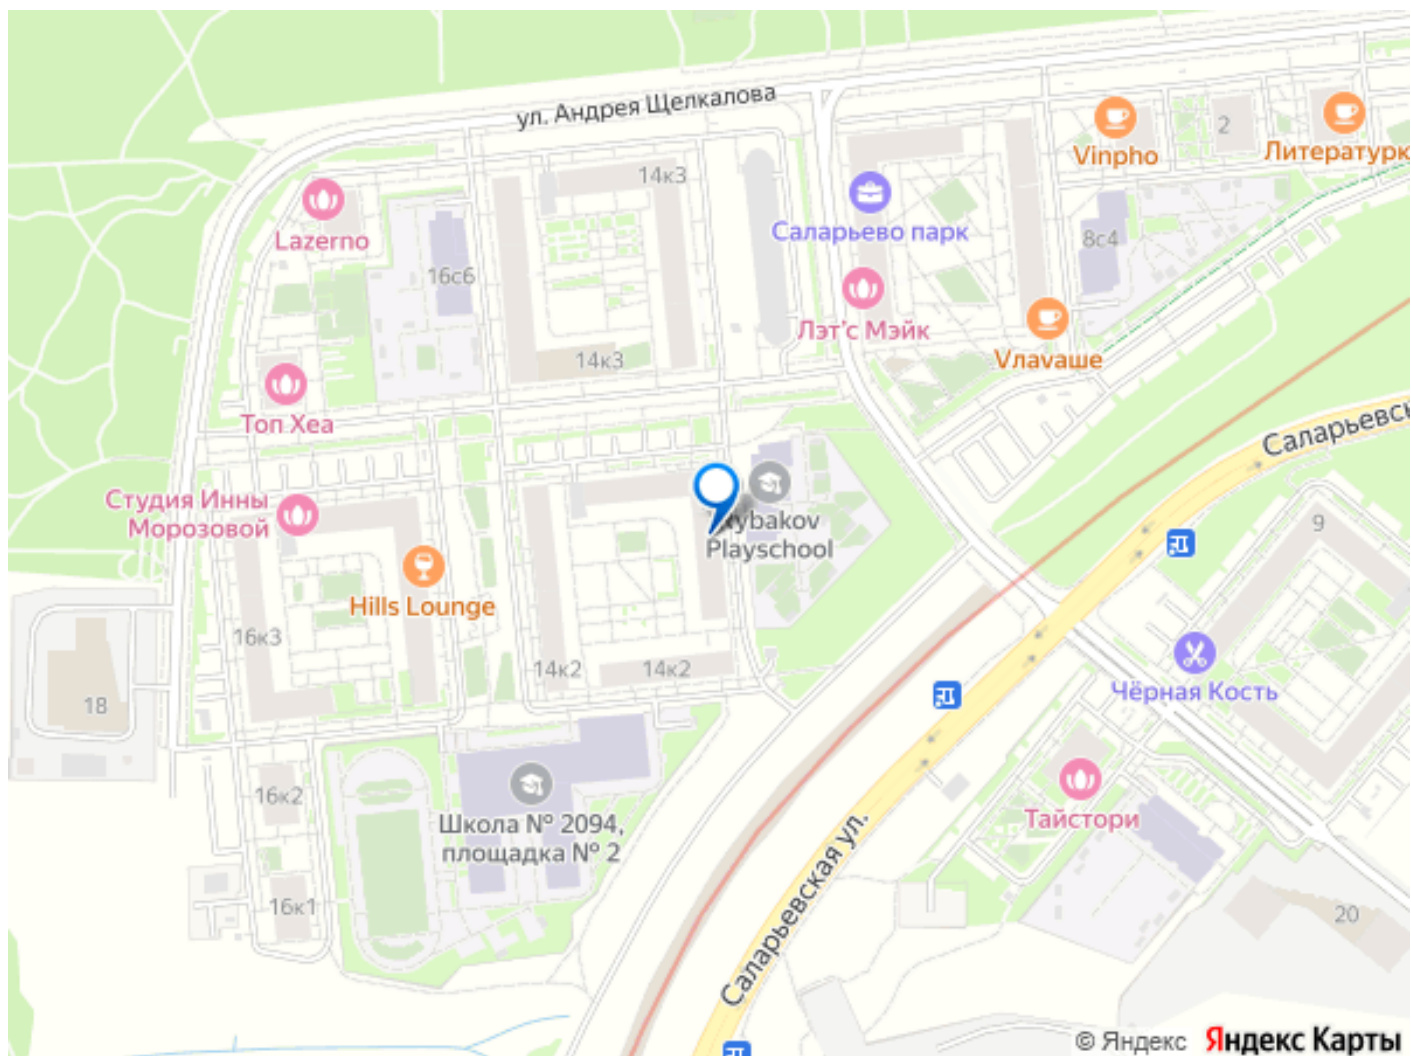 ул. Андрея Щелкалова
Vinpho
2
Литературк
14к3
Lazerno
Саларьево парк
8с4
16с6
Лэт'с Мэйк
Vлаvаше
14к3
Топ Хеа
Саларьевск
Студия Инны
Морозовой
Playschool
9
Hills Lounge
16к3
14к2
14к2
Чёрная Кость
18
16к2
Школа № 2094,
площадка № 2
Тайстори
Саларьевская ул.
16к1
20
© Яндекс Яндекс Карты